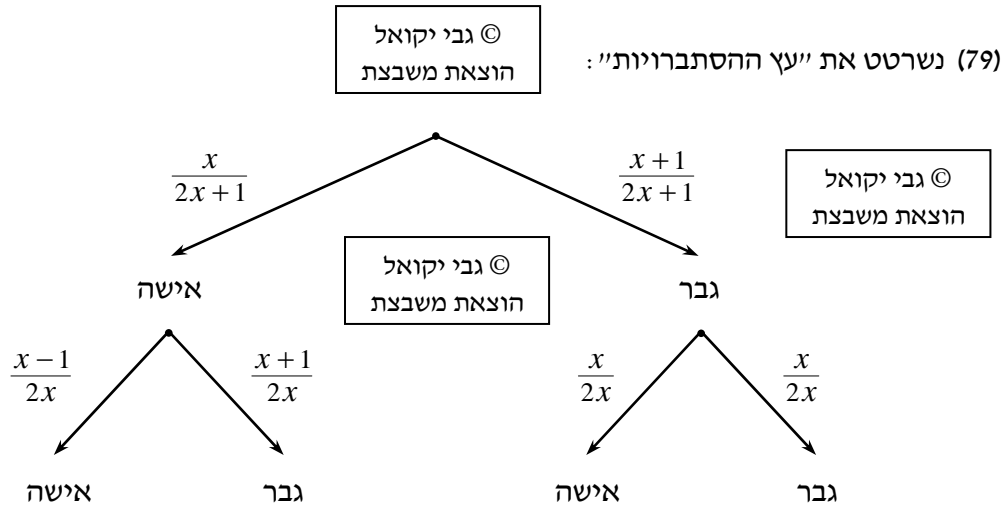 © גבי יקואל
הוצאת משבצת
(79) נשרטט את "עץ ההסתברויות":
x/(2x+1)
(x+1)/(2x+1)
© גבי יקואל
הוצאת משבצת
© גבי יקואל
הוצאת משבצת
גבר
אישה
x/2x
x/2x
(x+1)/2x
(x-1)/2x
גבר
אישה
גבר
אישה